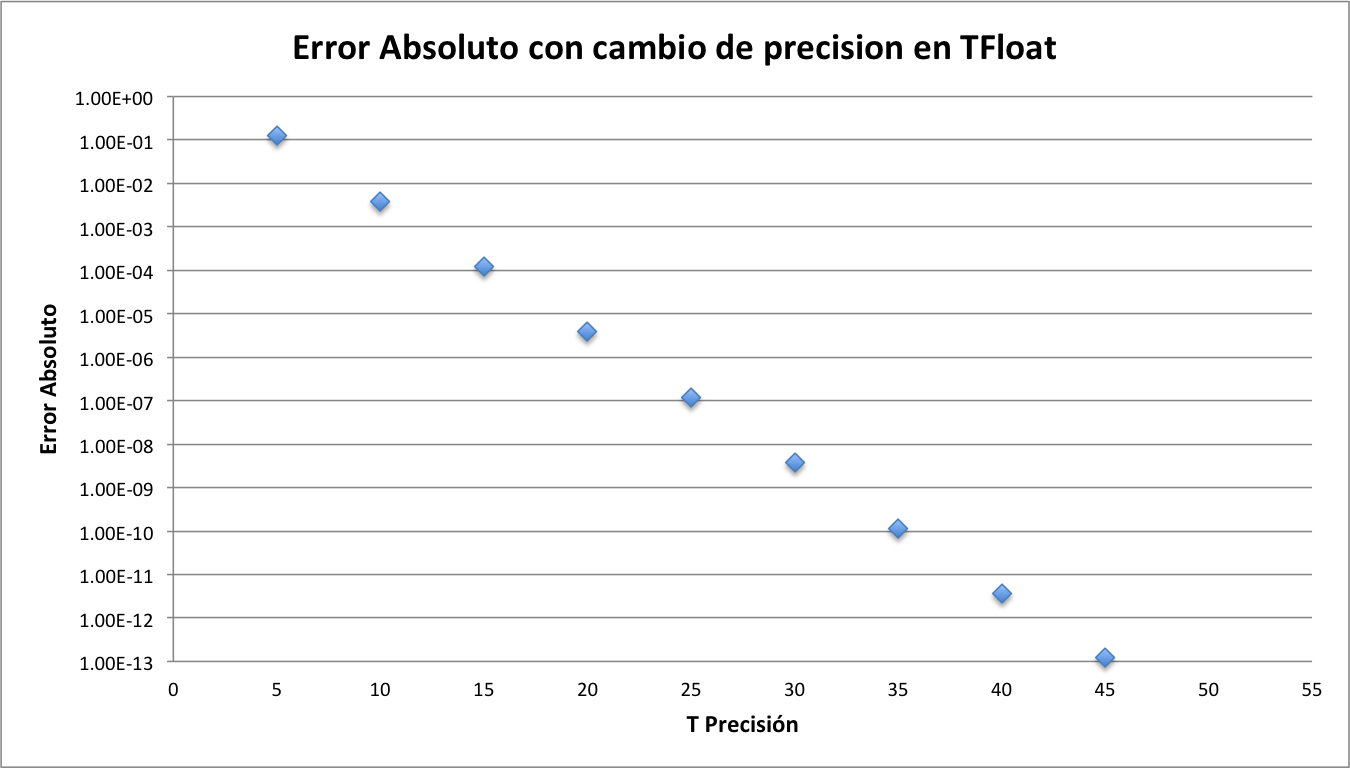 Error Absoluto con cambio de precision en TFloat
1.00E+00
1.00E-01
1.00E-02
1.00E-03
1.00E-04
1.00E-05
1.00E-06
1.00E-07
1.00E-08
1.00E-09
1.00E-10
1.00E-11
1.00E-12
1.00E-13
Error Absoluto
0 5 10 15 20 25 30 35 40 45 50 55
T Precisión